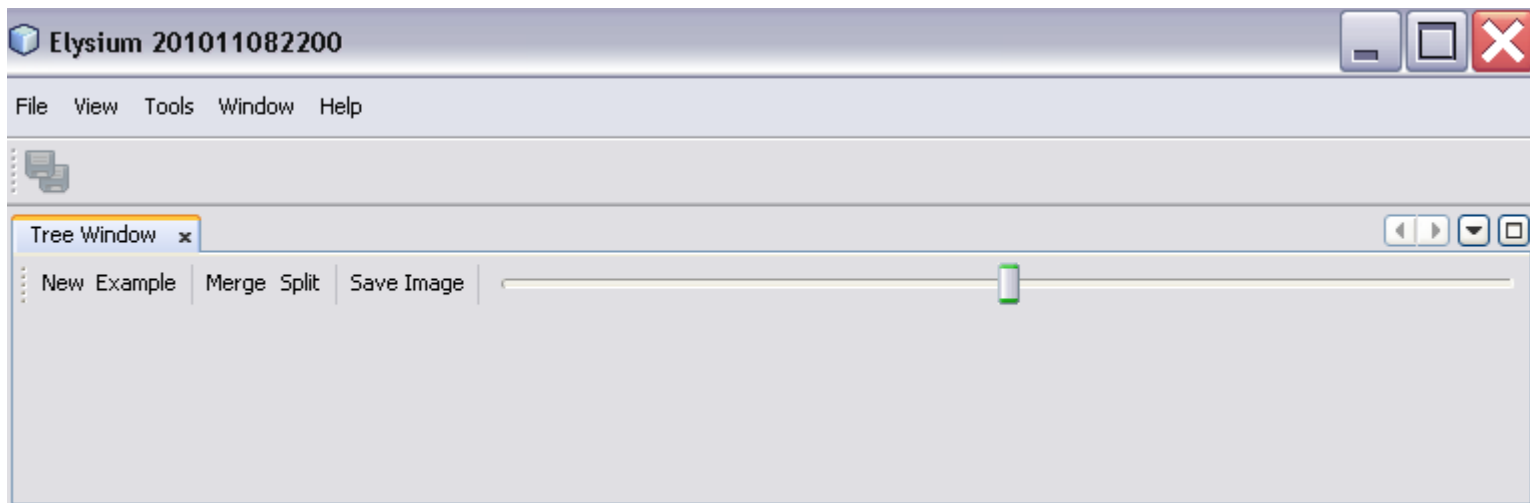 Elysium 201011082200
File View Tools Window Help
Tree Window x
New Example Merge Split Save Image